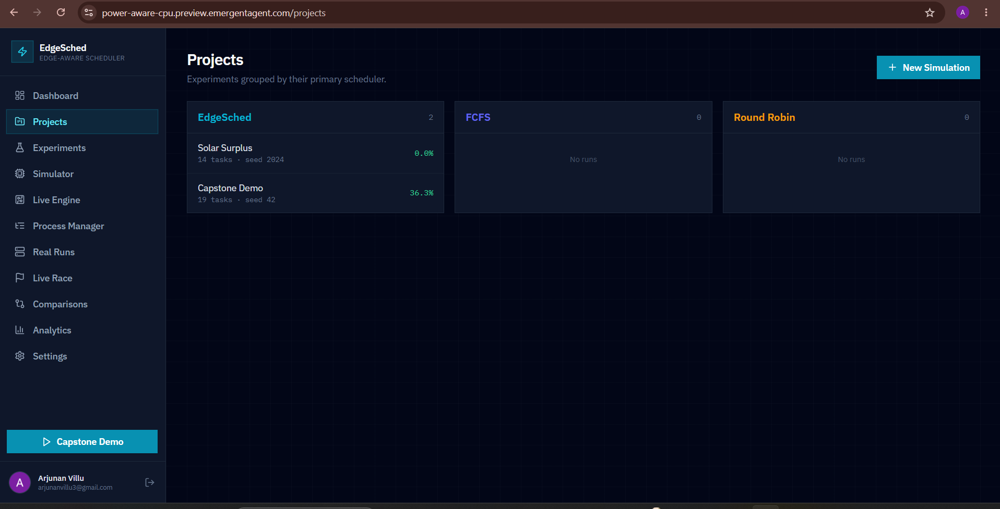 power-aware-cpu.preview.emergentagent.com/projects
A
EdgeSched
EDGE-AWARE SCHEDULER
Dashboard
Projects
Experiments
Simulator
Live Engine
Process Manager
Real Runs
Live Race
Comparisons
Analytics
Settings
Capstone Demo
A
Arjunan Villu
arjunanvillu3@gmail.com
Projects
Experiments grouped by their primary scheduler.
+ New Simulation
EdgeSched 2
Solar Surplus
14 tasks · seed 2024
0.0%
Capstone Demo
19 tasks · seed 42
36.3%
FCFS 0
No runs
Round Robin 0
No runs